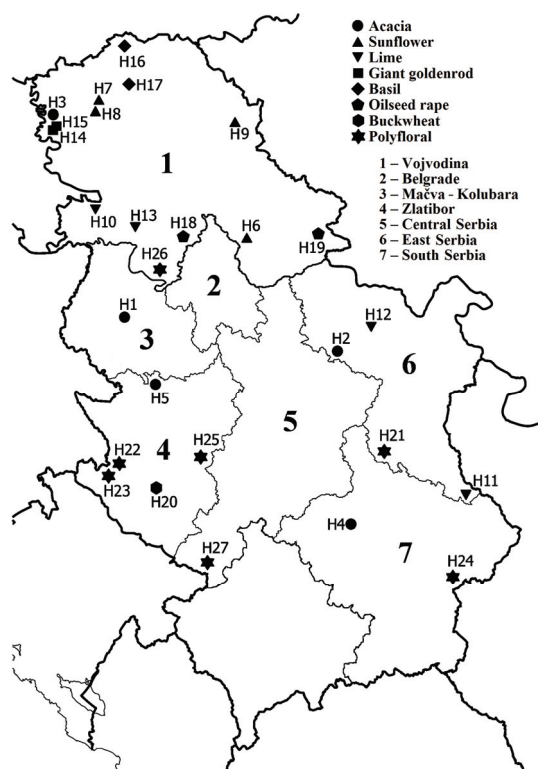 H16
H17
H7
H8
H3
H15
H14
H9
1
H10
H13
H18
H6
H19
H26
2
H1
3
H12
H2
6
H5
5
4
H25
H22
H21
H23
H20
H11
H4
H27
7
H24
Acacia
Sunflower
Lime
Giant goldenrod
Basil
Oilseed rape
Buckwheat
Polyfloral
1 – Vojvodina
2 – Belgrade
3 – Mačva - Kolubara
4 – Zlatibor
5 – Central Serbia
6 – East Serbia
7 – South Serbia